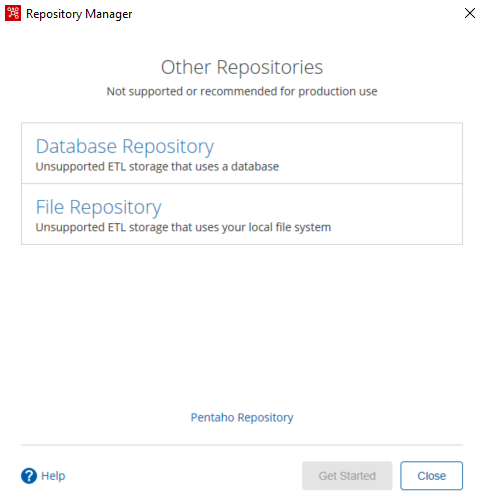 Repository Manager
Other Repositories
Not supported or recommended for production use
Database Repository
Unsupported ETL storage that uses a database
File Repository
Unsupported ETL storage that uses your local file system
Pentaho Repository
? Help
Get Started
Close